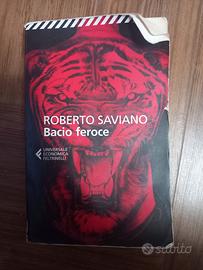 ROBERTO SAVIANO
Bacio feroce
UNIVERSALE
ECONOMICA
FELTRINELLI
subito